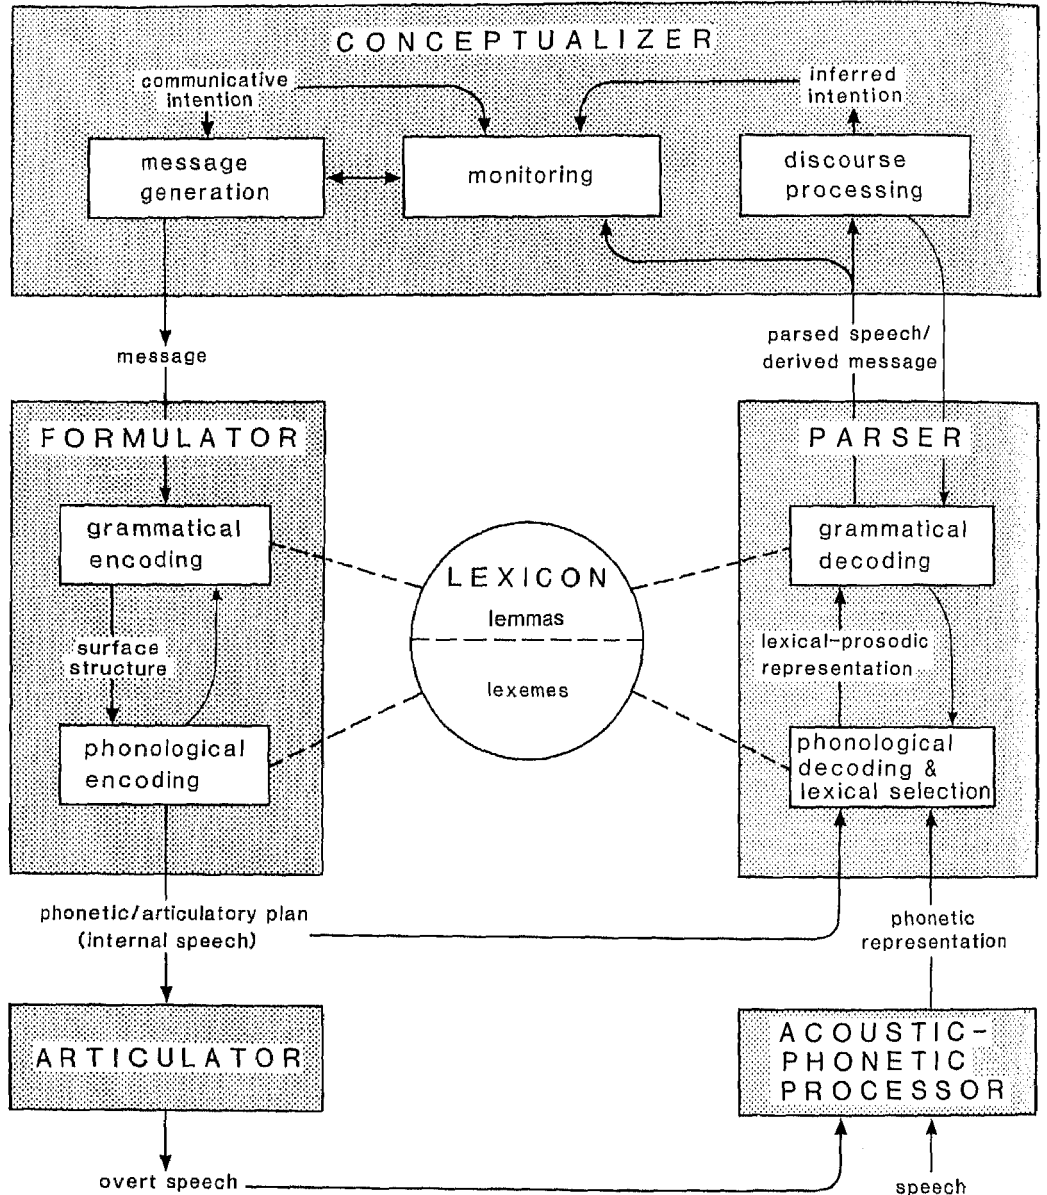 CONCEPTUALIZER
communicative
intention
inferred
intention
message
generation
monitoring
discourse
processing
message
parsed speech/
derived message
FORMULATOR
PARSER
grammatical
encoding
LEXICON
lemmas
lexemes
grammatical
decoding
surface
structure
lexical-prosodic
representation
phonological
encoding
phonological
decoding &
lexical selection
phonetic/articulatory plan
(internal speech)
phonetic
representation
ARTICULATOR
ACOUSTIC-
PHONETIC
PROCESSOR
overt speech
speech